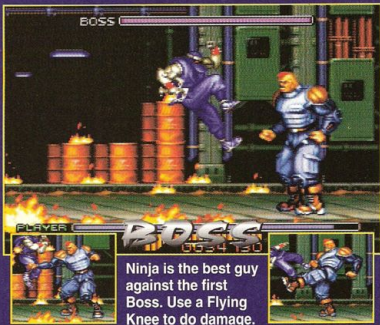 BOSS
PLAYER
BOSS
Ninja is the best guy
against the first
Boss. Use a Flying
Knee to do damage.